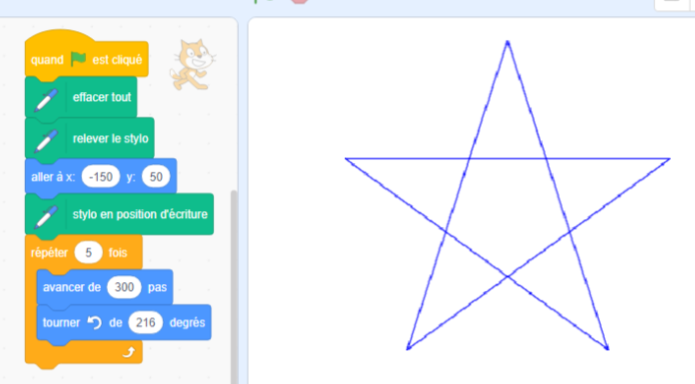 quand est cliqué
effacer tout
relever le stylo
aller à x: -150 y: 50
stylo en position d'écriture
répéter 5 fois
avancer de 300 pas
tourner de 216 degrés